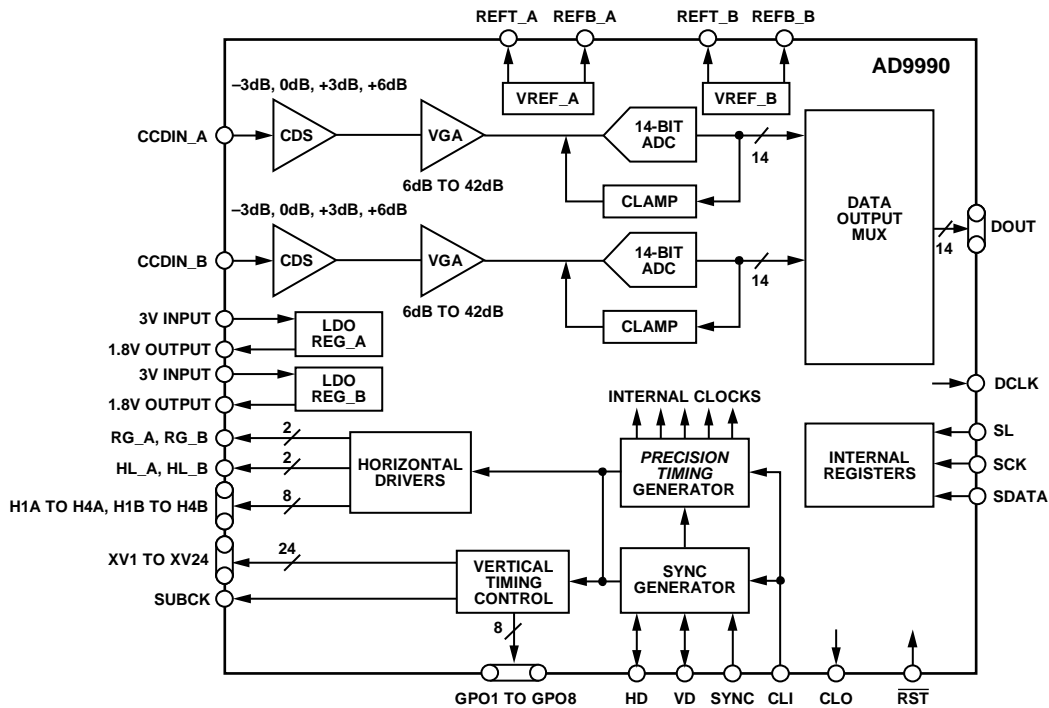 REFT_A REFB_A REFT_B REFB_B
AD9990
–3dB, 0dB, +3dB, +6dB
VREF_A
VREF_B
CCDIN_A
CDS
VGA
14-BIT
ADC
14
6dB TO 42dB
CLAMP
DATA
OUTPUT
MUX
14
DOUT
–3dB, 0dB, +3dB, +6dB
CCDIN_B
CDS
VGA
14-BIT
ADC
14
6dB TO 42dB
CLAMP
3V INPUT
LDO
REG_A
1.8V OUTPUT
3V INPUT
LDO
REG_B
1.8V OUTPUT
DCLK
INTERNAL CLOCKS
RG_A, RG_B
2
HL_A, HL_B
2
H1A TO H4A, H1B TO H4B
8
HORIZONTAL
DRIVERS
PRECISION
TIMING
GENERATOR
INTERNAL
REGISTERS
SL
SCK
SDATA
XV1 TO XV24
24
SUBCK
VERTICAL
TIMING
CONTROL
SYNC
GENERATOR
8
GPO1 TO GPO8
HD
VD
SYNC
CLI
CLO
RST